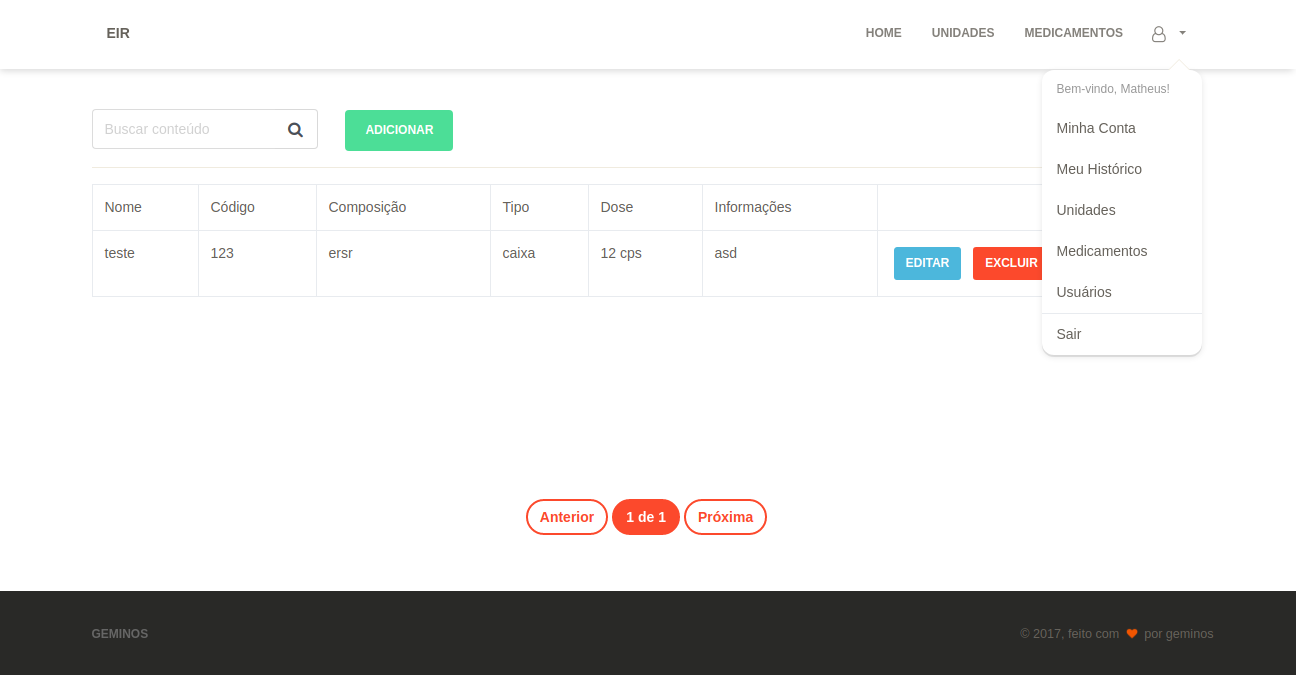 EIR HOME UNIDADES MEDICAMENTOS
Bem-vindo, Matheus!
Minha Conta
Meu Histórico
Unidades
Medicamentos
Usuários
Sair
Buscar conteúdo ADICIONAR
Nome Código Composição Tipo Dose Informações
teste 123 ersr caixa 12 cps asd EDITAR EXCLUIR
Anterior 1 de 1 Próxima
GEMINOS © 2017, feito com por geminos